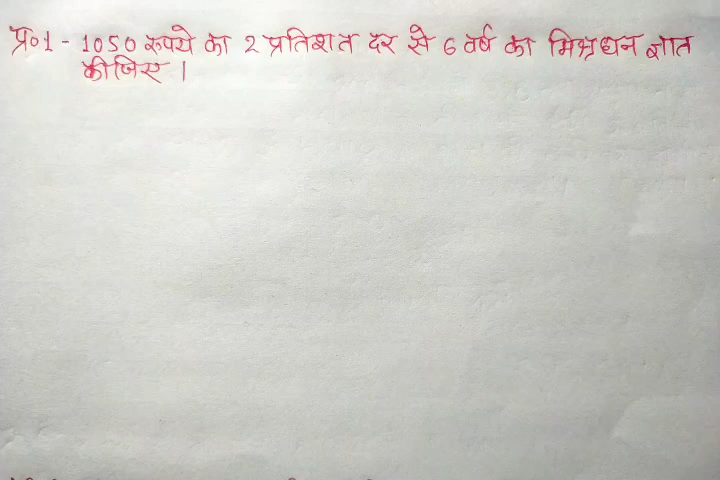 प्र०1 - 1050 रुपये का 2 प्रतिशत दर से 6 वर्ष का मिश्रधन ज्ञात
कीजिए ।